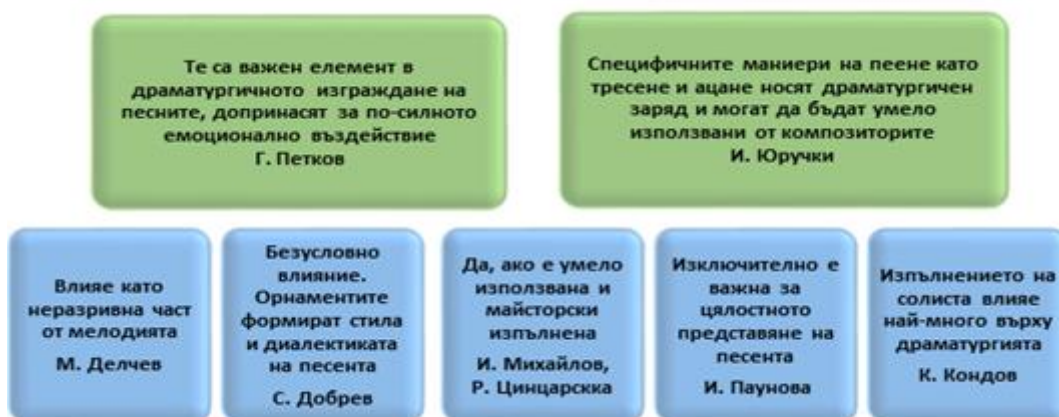 Те са важен елемент в
драматургичното изграждане на
песните, допринасят за по-силното
емоционално въздействие
Г. Петков
Специфичните маниери на пеене като
тресене и ацане носят драматургичен
заряд и могат да бъдат умело
използвани от композиторите
И. Юручки
Влияе като
неразривна част
от мелодията
М. Делчев
Безусловно
влияние.
Орнаментите
формират стила
и диалектиката
на песента
С. Добрев
Да, ако е умело
използвана и
майсторски
изпълнена
И. Михайлов,
Р. Цинцарскка
Изключително е
важна за
цялостното
представяне на
песента
И. Паунова
Изпълнението на
солиста влияе
най-много върху
драматургията
К. Кондов